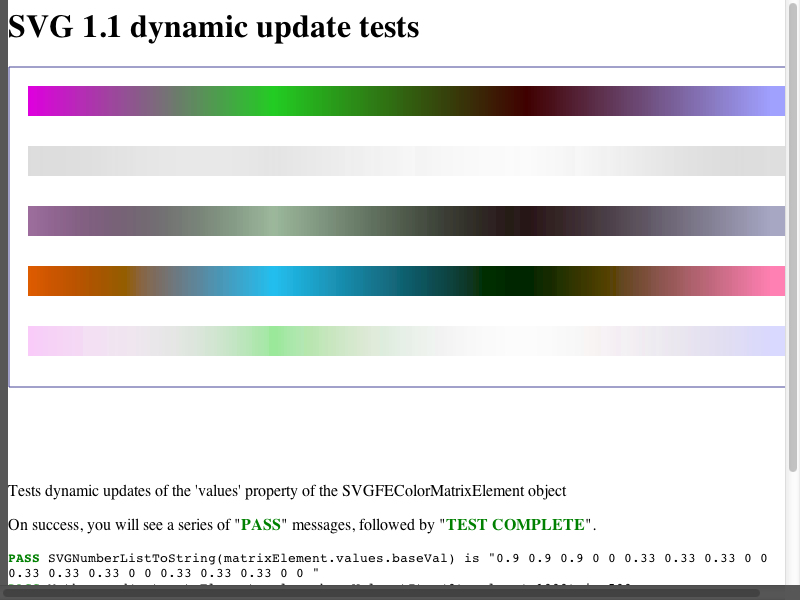 SVG 1.1 dynamic update tests
Tests dynamic updates of the 'values' property of the SVGFEColorMatrixElement object
On success, you will see a series of "PASS" messages, followed by "TEST COMPLETE".
PASS SVGNumberListToString(matrixElement.values.baseVal) is "0.9 0.9 0.9 0 0 0.33 0.33 0.33 0 0
0.33 0.33 0.33 0 0 0.33 0.33 0.33 0 0 "